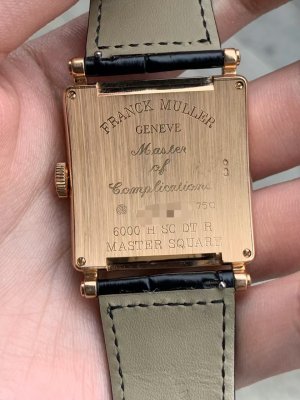 FRANCK MULLER
GENEVE
Master
of
Complications
750
6000 H SC DT R
MASTER SQUARE